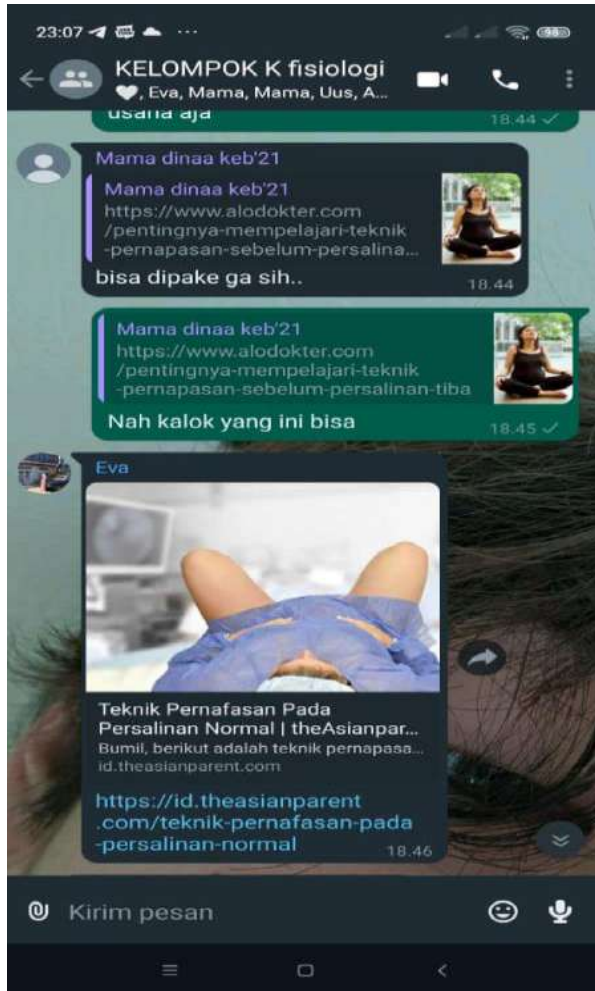 23:07
98
KELOMPOK K fisiologi
, Eva, Mama, Mama, Uus, A...
usaha aja
18.44
Mama dinaa keb'21
Mama dinaa keb'21
https://www.alodokter.com
/pentingnya-mempelajari-teknik
-pernapasan-sebelum-persalina...
bisa dipake ga sih..
18.44
Mama dinaa keb'21
https://www.alodokter.com
/pentingnya-mempelajari-teknik
-pernapasan-sebelum-persalinan-tiba
Nah kalok yang ini bisa
18.45
Eva
Teknik Pernafasan Pada
Persalinan Normal | theAsianpar...
Bumil, berikut adalah teknik pernapasa...
id.theasianparent.com
https://id.theasianparent
.com/teknik-pernafasan-pada
-persalinan-normal
18.46
Kirim pesan